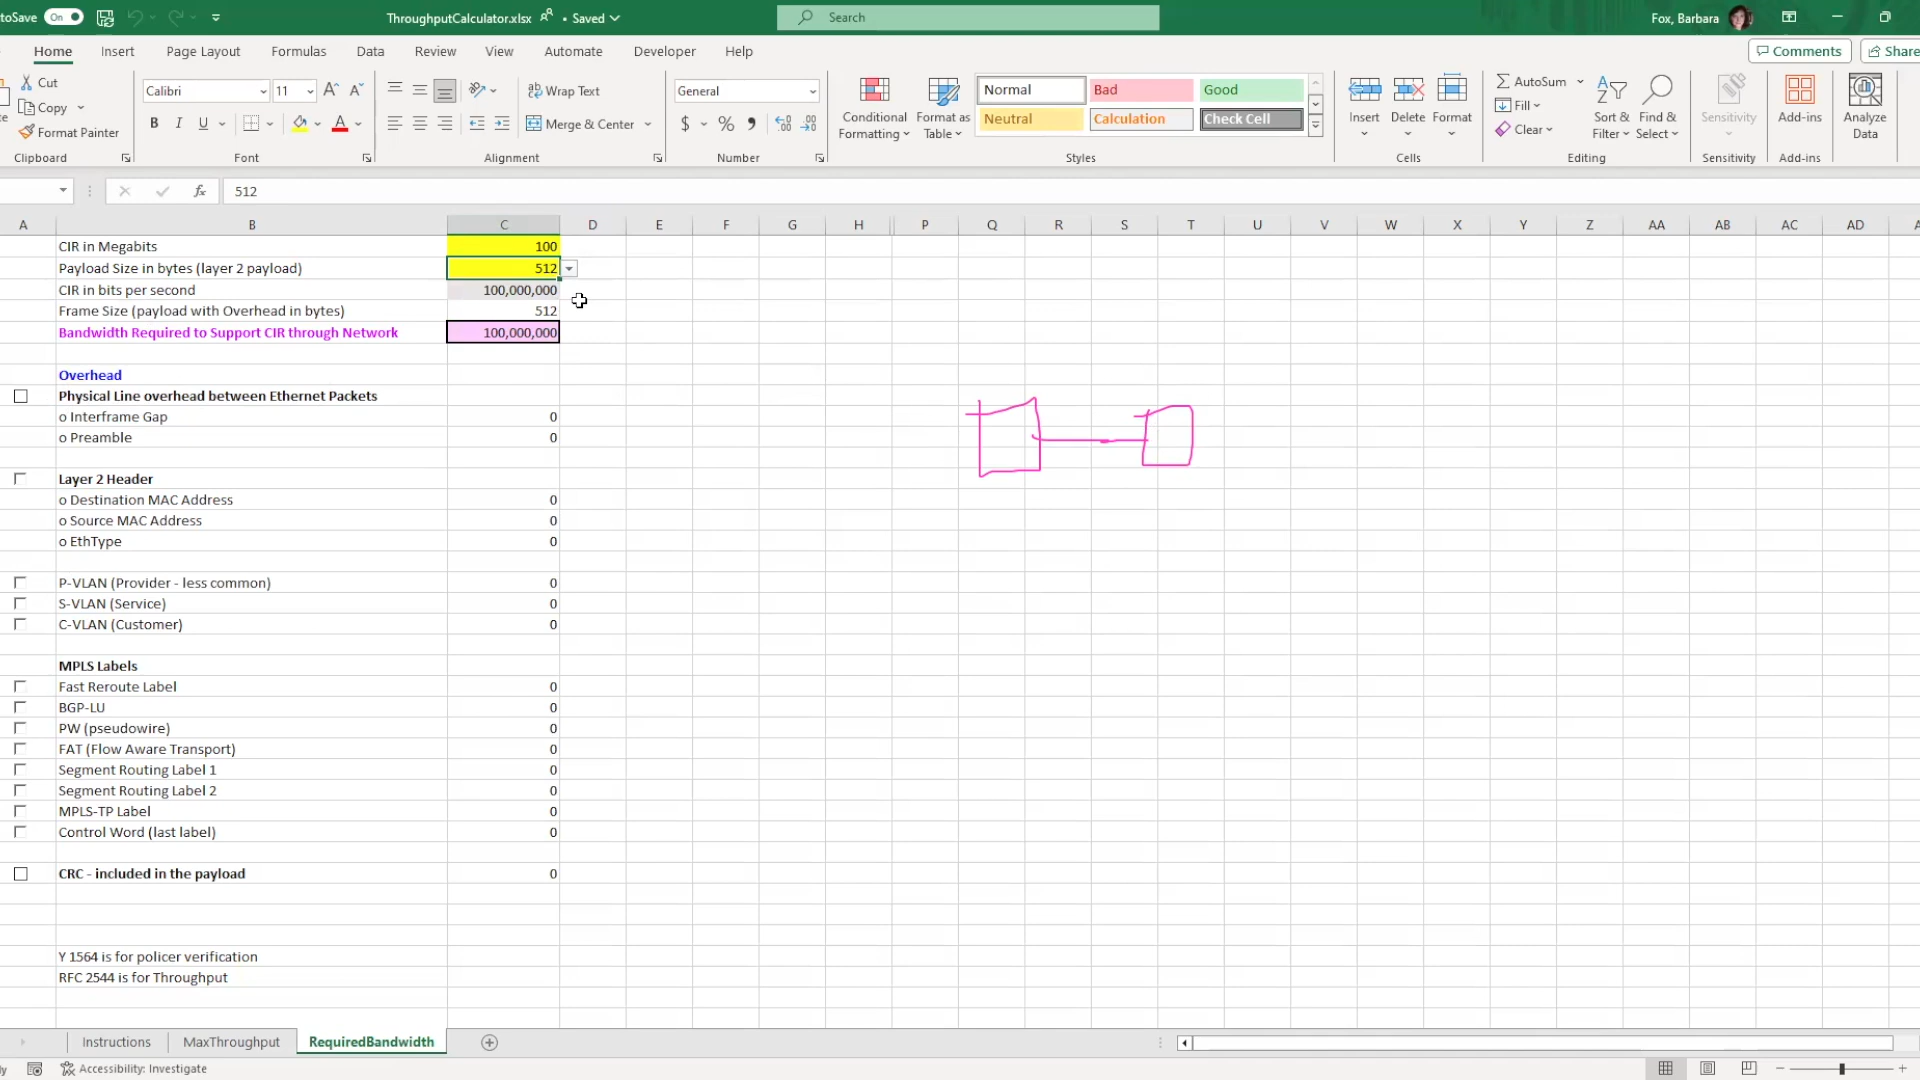 toSave On ThroughputCalculator.xlsx • Saved Search Fox, Barbara
Home Insert Page Layout Formulas Data Review View Automate Developer Help Comments Share
Cut
Copy
Format Painter
Clipboard
Calibri 11 A A
B I U A
Font
Wrap Text
Merge & Center
Alignment
General
$ % ,
Number
Conditional Formatting
Format as Table
Normal Bad Good
Neutral Calculation Check Cell
Styles
Insert Delete Format
Cells
AutoSum
Fill
Clear
Sort & Filter
Find & Select
Editing
Sensitivity
Sensitivity
Add-ins
Add-ins
Analyze Data
fx 512
A B C D E F G H P Q R S T U V W X Y Z AA AB AC AD
CIR in Megabits 100
Payload Size in bytes (layer 2 payload) 512
CIR in bits per second 100,000,000
Frame Size (payload with Overhead in bytes) 512
Bandwidth Required to Support CIR through Network 100,000,000
Overhead
Physical Line overhead between Ethernet Packets
o Interframe Gap 0
o Preamble 0
Layer 2 Header
o Destination MAC Address 0
o Source MAC Address 0
o EthType 0
P-VLAN (Provider - less common) 0
S-VLAN (Service) 0
C-VLAN (Customer) 0
MPLS Labels
Fast Reroute Label 0
BGP-LU 0
PW (pseudowire) 0
FAT (Flow Aware Transport) 0
Segment Routing Label 1 0
Segment Routing Label 2 0
MPLS-TP Label 0
Control Word (last label) 0
CRC - included in the payload 0
Y 1564 is for policer verification
RFC 2544 is for Throughput
Instructions MaxThroughput RequiredBandwidth
Accessibility: Investigate